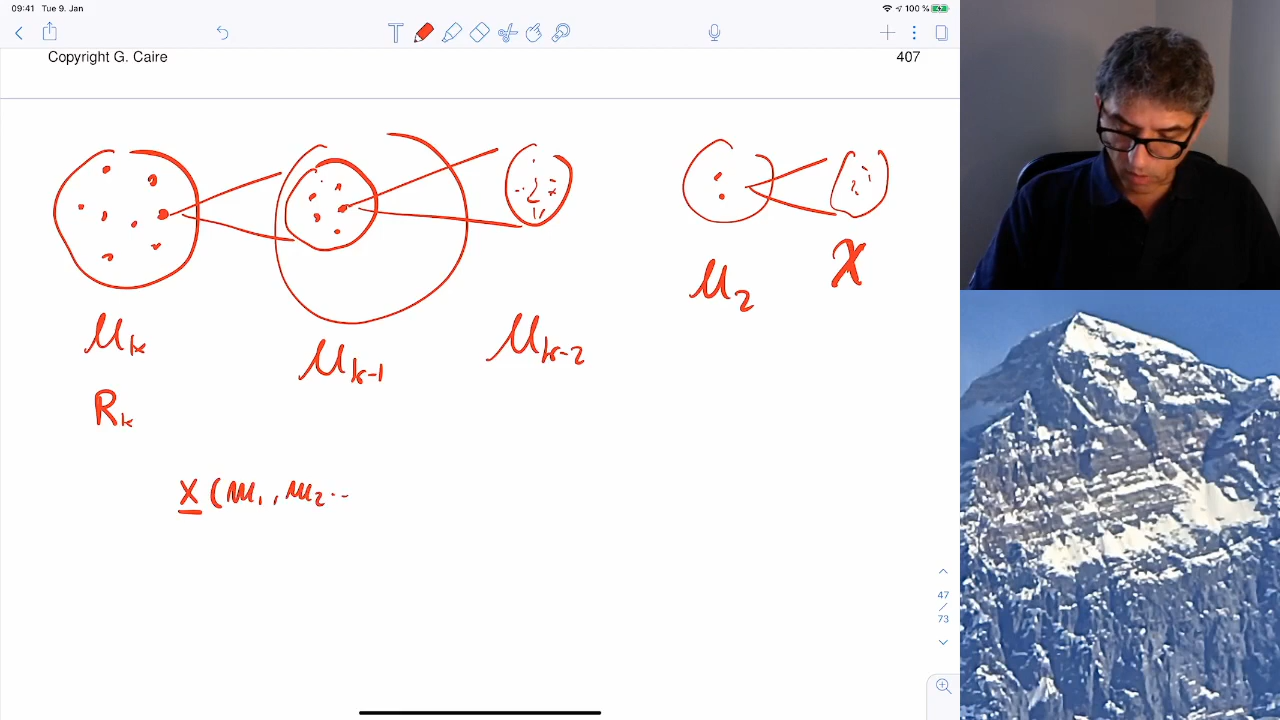 09:41 Tue 9. Jan 100 %
T
Copyright G. Caire 407
U_k U_{k-1} U_{k-2} U_2 X
R_k
X (m_1, m_2 ...
47
/
73